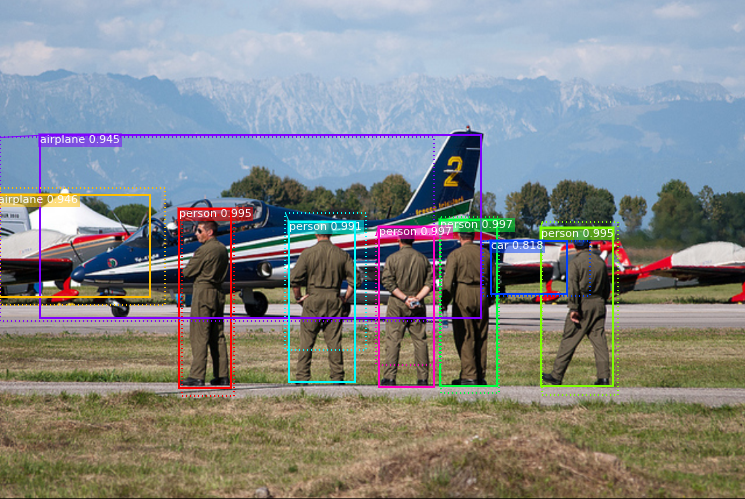 airplane 0.945
2
airplane 0.946
person 0.995
person 0.991
person 0.997
person 0.997
person 0.995
car 0.818